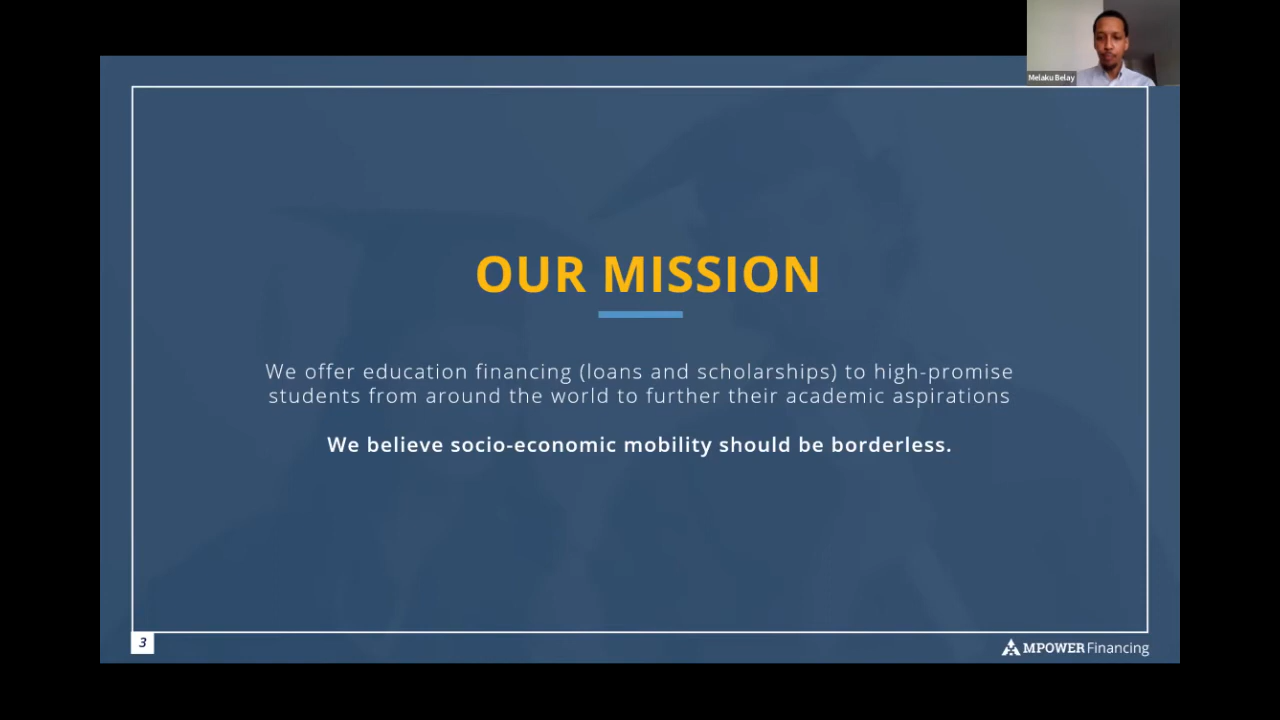 Melaku Belay
OUR MISSION
We offer education financing (loans and scholarships) to high-promise
students from around the world to further their academic aspirations
We believe socio-economic mobility should be borderless.
3
MPOWER Financing